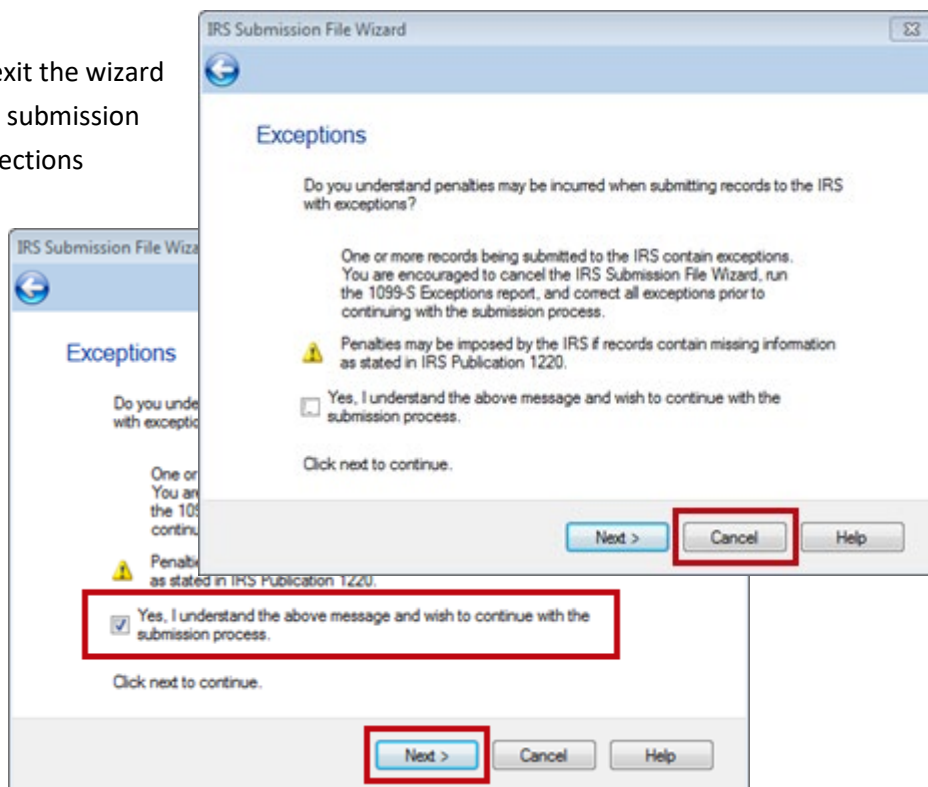 exit the wizard
submission
ections
IRS Submission File Wizard
Exceptions
Do you understand penalties may be incurred when submitting records to the IRS
with exceptions?
One or more records being submitted to the IRS contain exceptions.
You are encouraged to cancel the IRS Submission File Wizard, run
the 1099-S Exceptions report, and correct all exceptions prior to
continuing with the submission process.
Penalties may be imposed by the IRS if records contain missing information
as stated in IRS Publication 1220.
Yes, I understand the above message and wish to continue with the
submission process.
Click next to continue.
Next >
Cancel
Help
IRS Submission File Wiza
Exceptions
Do you unde
with exceptio
One or
You are
the 109
continu
Penaltie
as stated in IRS Publication 1220.
Yes, I understand the above message and wish to continue with the
submission process.
Click next to continue.
Next >
Cancel
Help